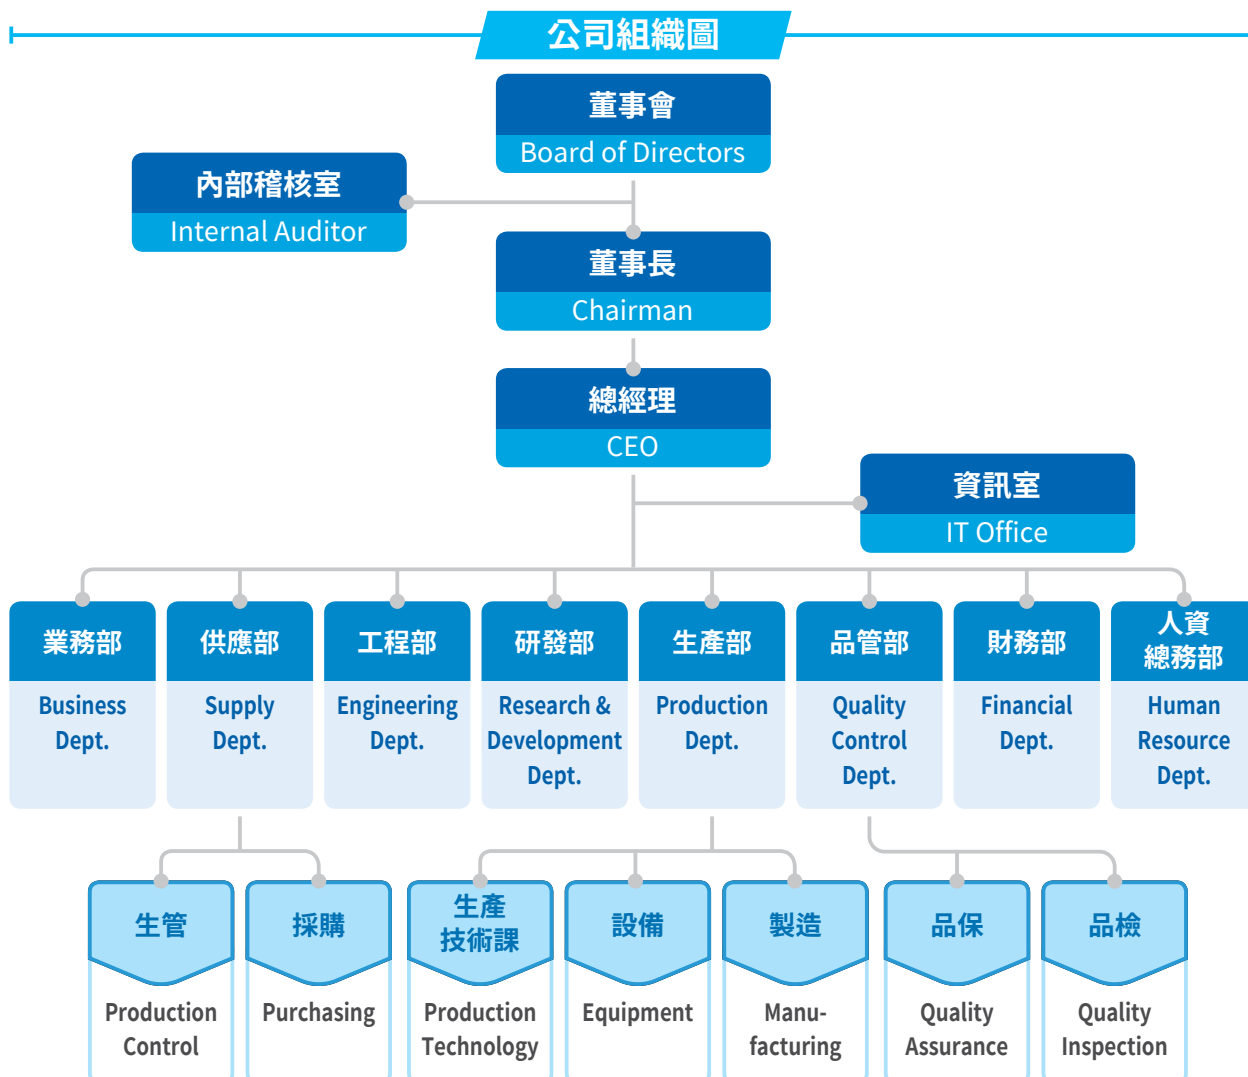 公司組織圖
董事會
Board of Directors
內部稽核室
Internal Auditor
董事長
Chairman
總經理
CEO
資訊室
IT Office
業務部
Business
Dept.
供應部
Supply
Dept.
工程部
Engineering
Dept.
研發部
Research &
Development
Dept.
生產部
Production
Dept.
品管部
Quality
Control
Dept.
財務部
Financial
Dept.
人資
總務部
Human
Resource
Dept.
生管
Production
Control
採購
Purchasing
生產
技術課
Production
Technology
設備
Equipment
製造
Manu-
facturing
品保
Quality
Assurance
品檢
Quality
Inspection